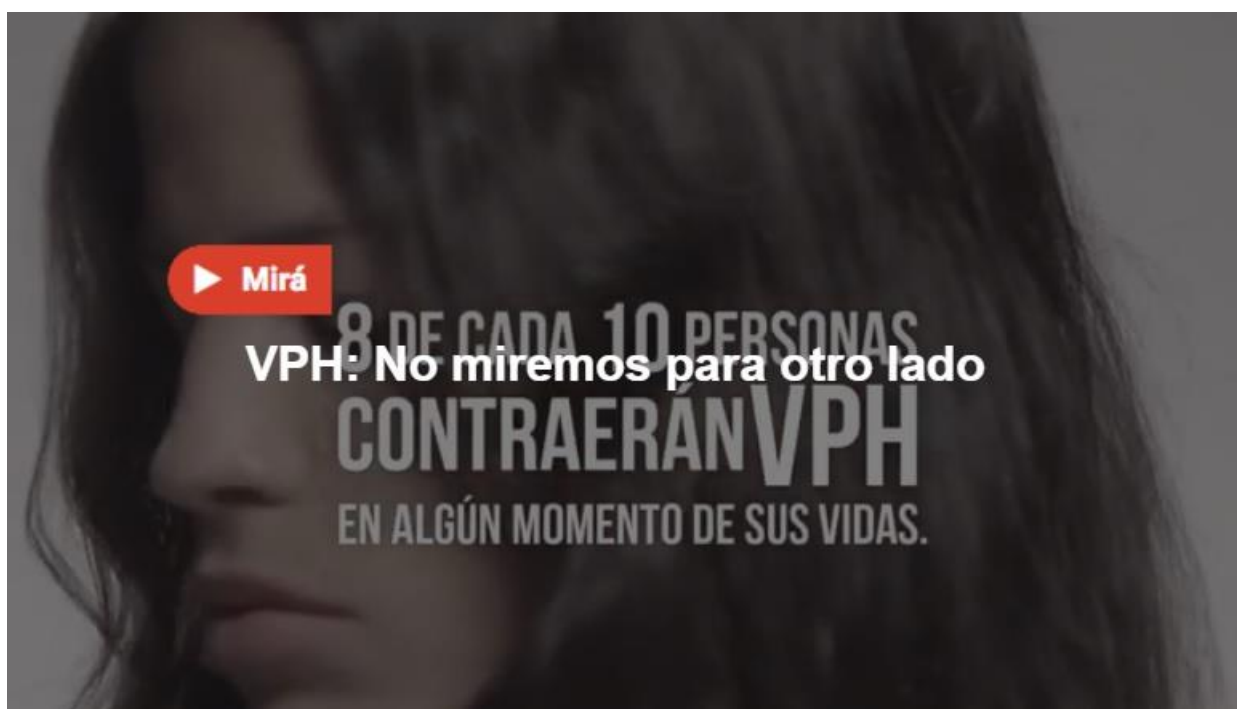 Mirá
8 DE CADA 10 PERSONAS
VPH: No miremos para otro lado
CONTRAERÁN VPH
EN ALGÚN MOMENTO DE SUS VIDAS.